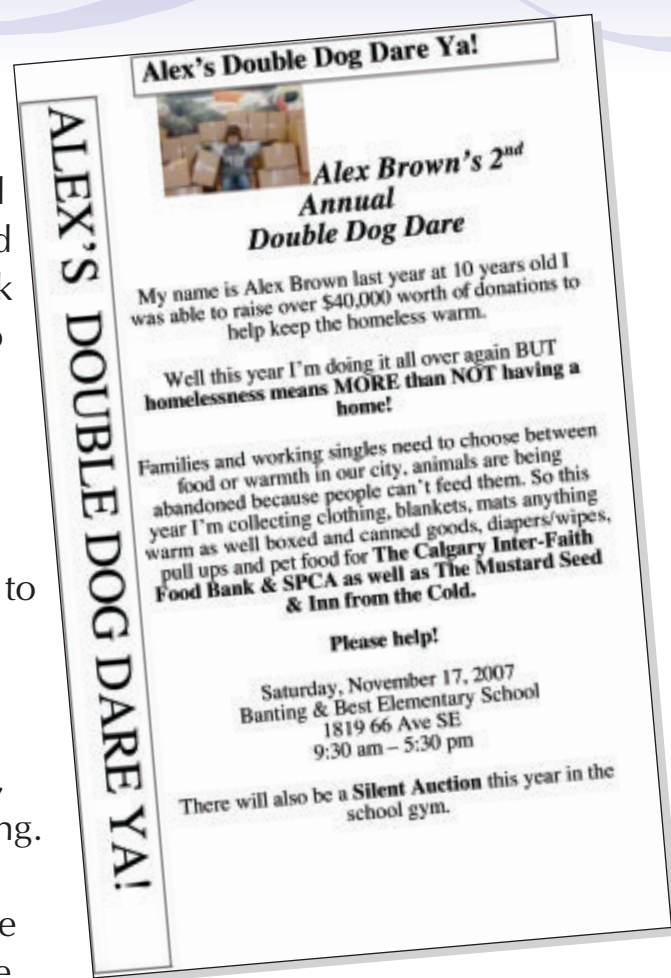 Alex's Double Dog Dare Ya!
ALEX'S DOUBLE DOG DARE YA!
Alex Brown's 2nd
Annual
Double Dog Dare
My name is Alex Brown last year at 10 years old I
was able to raise over $40,000 worth of donations to
help keep the homeless warm.
Well this year I'm doing it all over again BUT
homelessness means MORE than NOT having a
home!
Families and working singles need to choose between
food or warmth in our city, animals are being
abandoned because people can't feed them. So this
year I'm collecting clothing, blankets, mats anything
warm as well boxed and canned goods, diapers/wipes,
pull ups and pet food for The Calgary Inter-Faith
Food Bank & SPCA as well as The Mustard Seed
& Inn from the Cold.
Please help!
Saturday, November 17, 2007
Banting & Best Elementary School
1819 66 Ave SE
9:30 am – 5:30 pm
There will also be a Silent Auction this year in the
school gym.
to